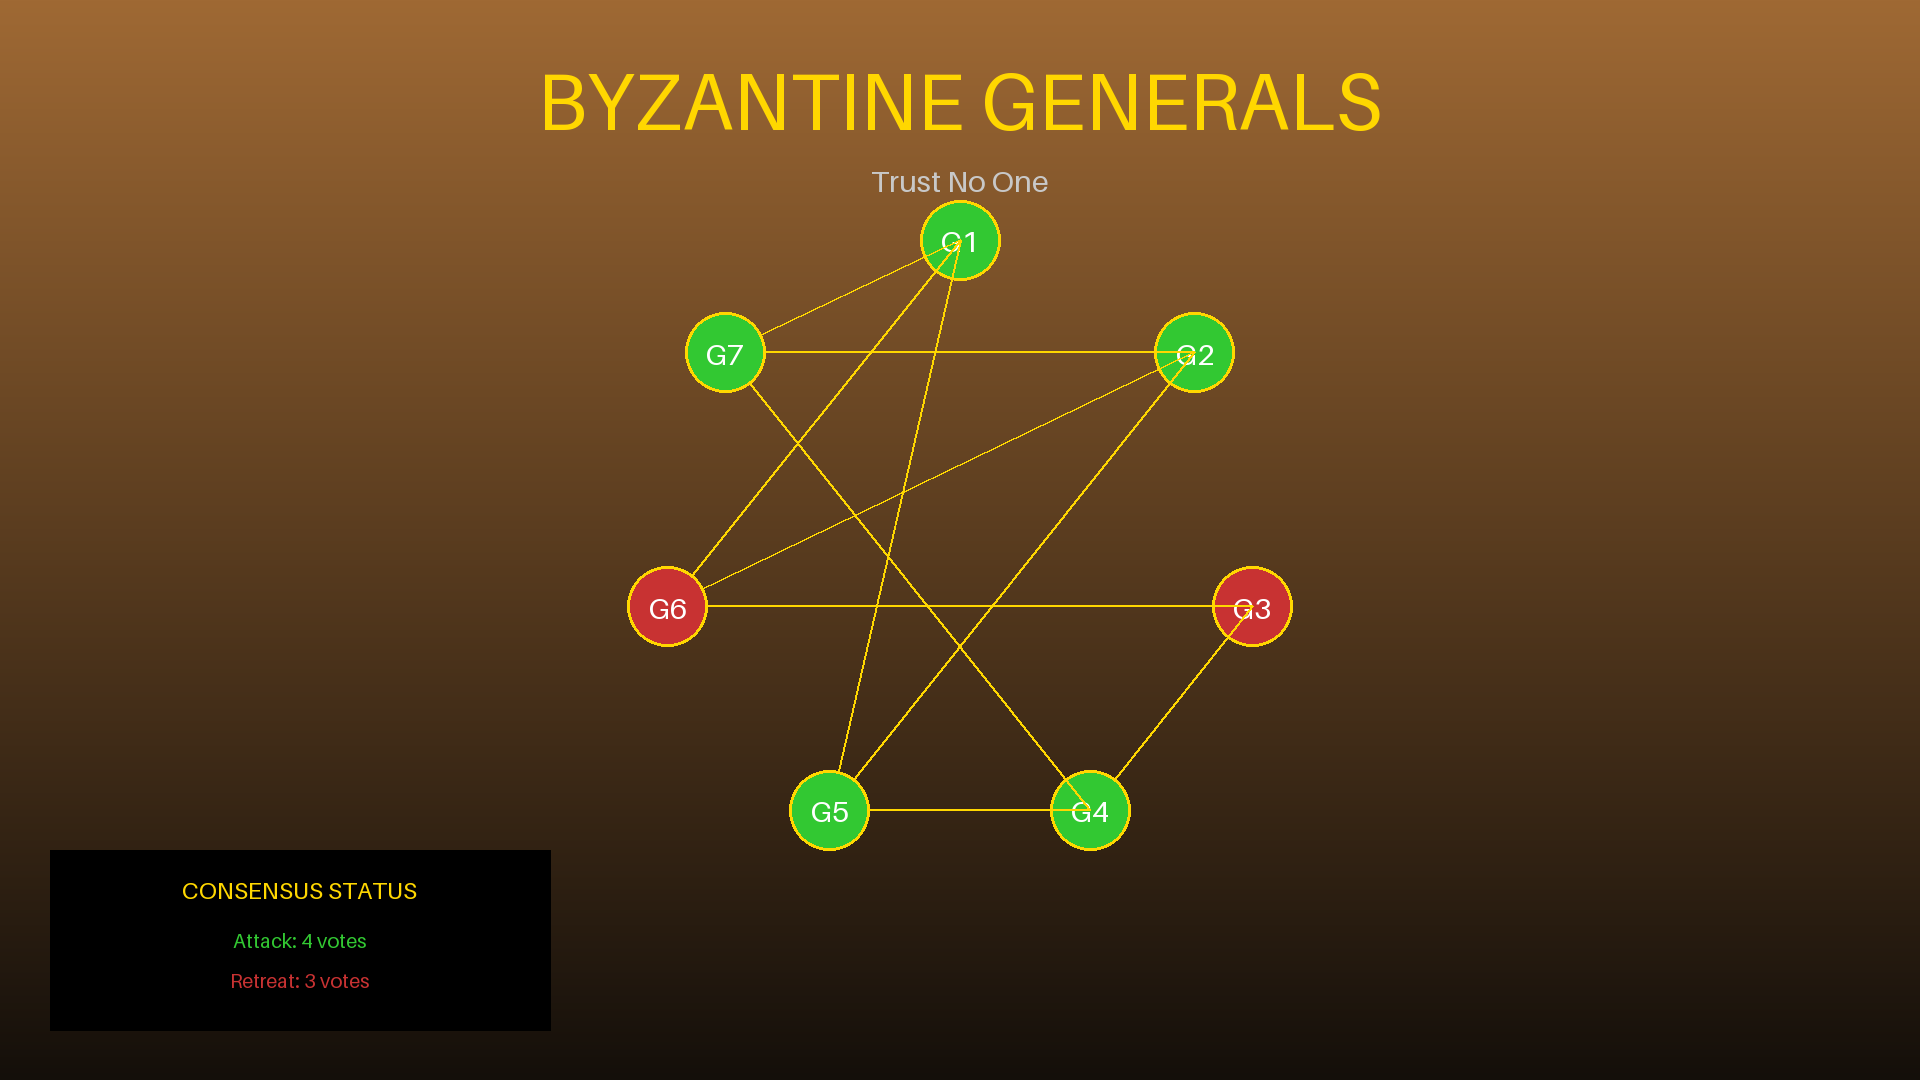 BYZANTINE GENERALS
Trust No One
G1
G7
G2
G6
G3
G5
G4
CONSENSUS STATUS
Attack: 4 votes
Retreat: 3 votes